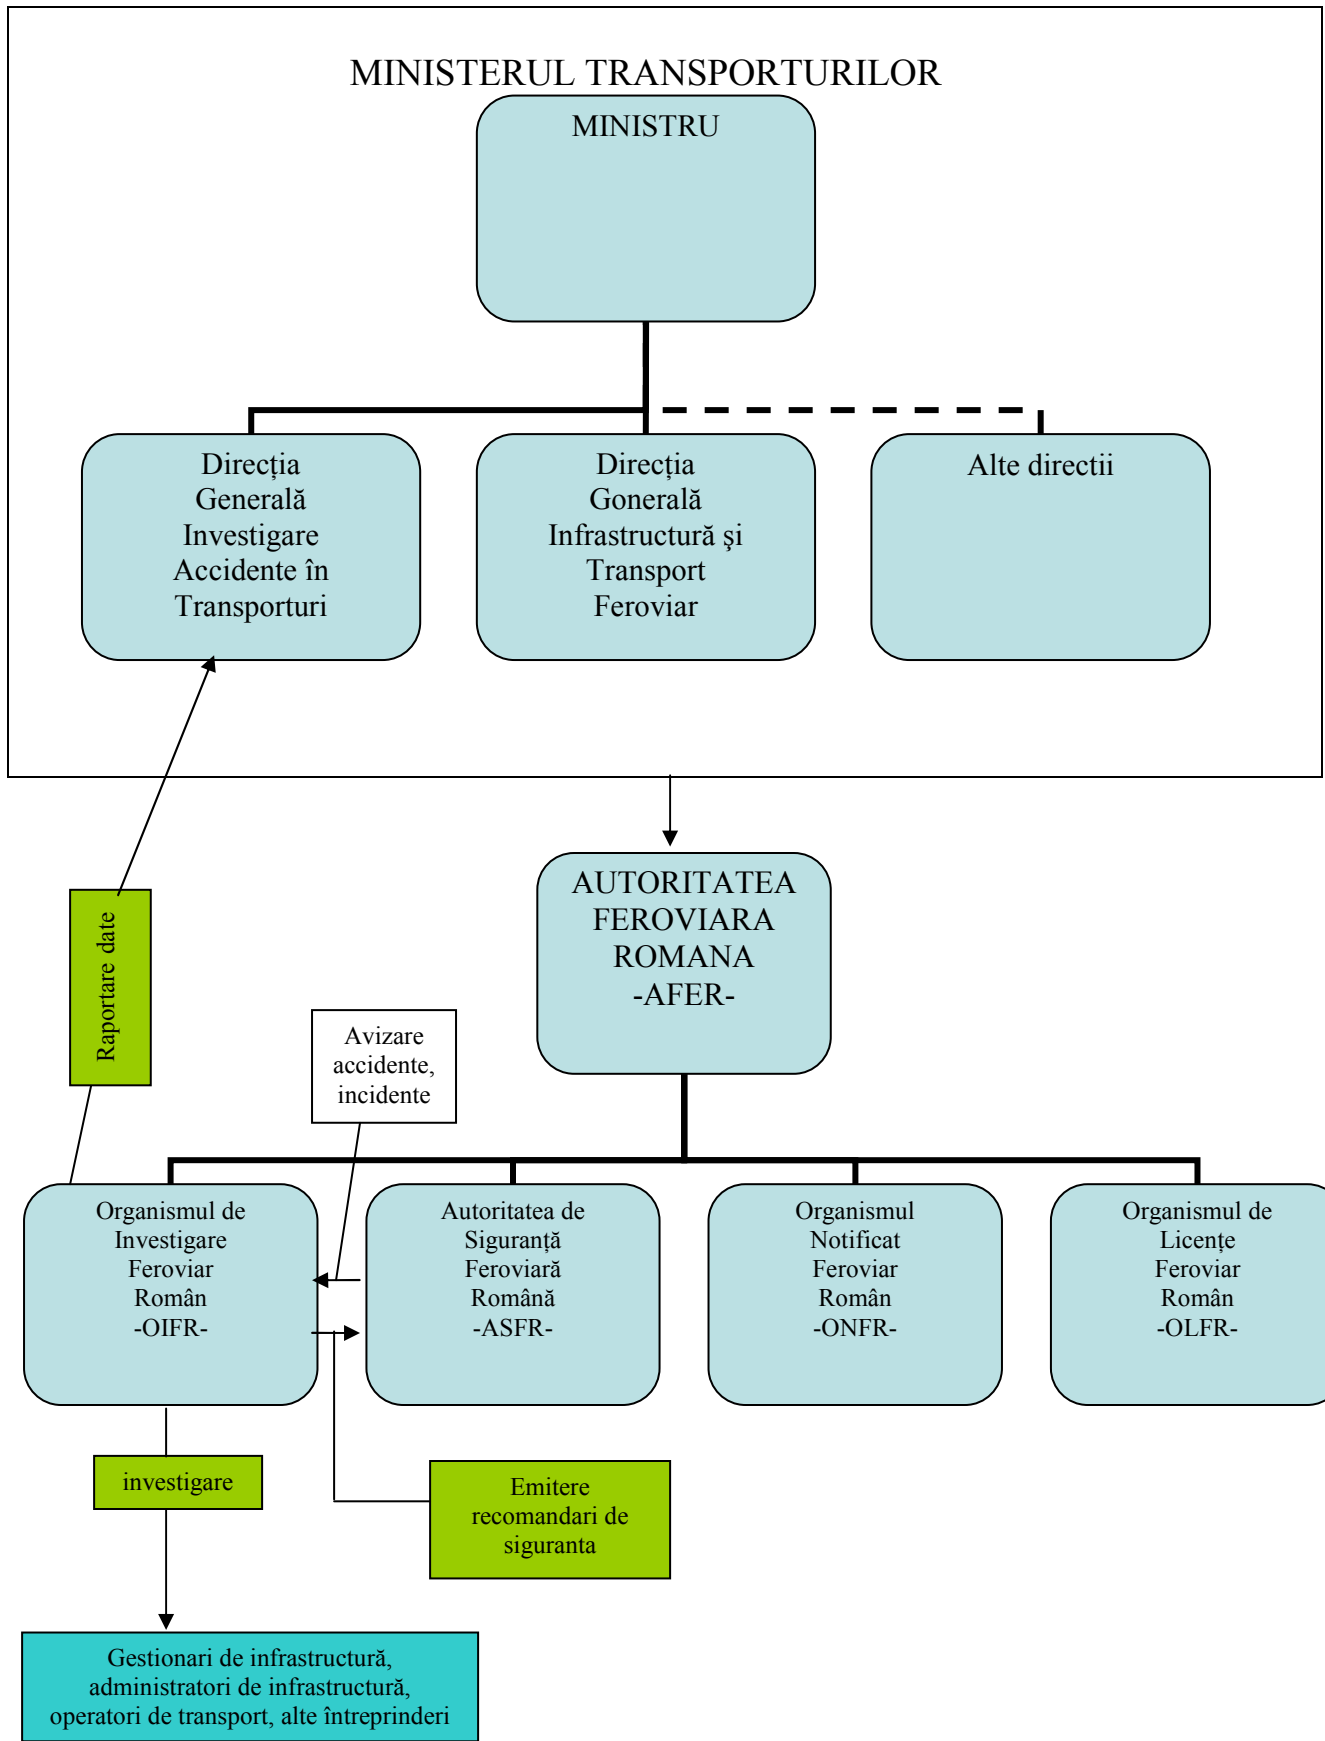 MINISTERUL TRANSPORTURILOR
MINISTRU
Direcția
Generală
Investigare
Accidente în
Transporturi
Direcția
Gonerală
Infrastructură şi
Transport
Feroviar
Alte directii
Raportare date
AUTORITATEA
FEROVIARA
ROMANA
-AFER-
Avizare
accidente,
incidente
Organismul de
Investigare
Feroviar
Român
-OIFR-
Autoritatea de
Siguranță
Feroviară
Română
-ASFR-
Organismul
Notificat
Feroviar
Român
-ONFR-
Organismul de
Licențe
Feroviar
Român
-OLFR-
investigare
Emitere
recomandari de
siguranta
Gestionari de infrastructură,
administratori de infrastructură,
operatori de transport, alte întreprinderi